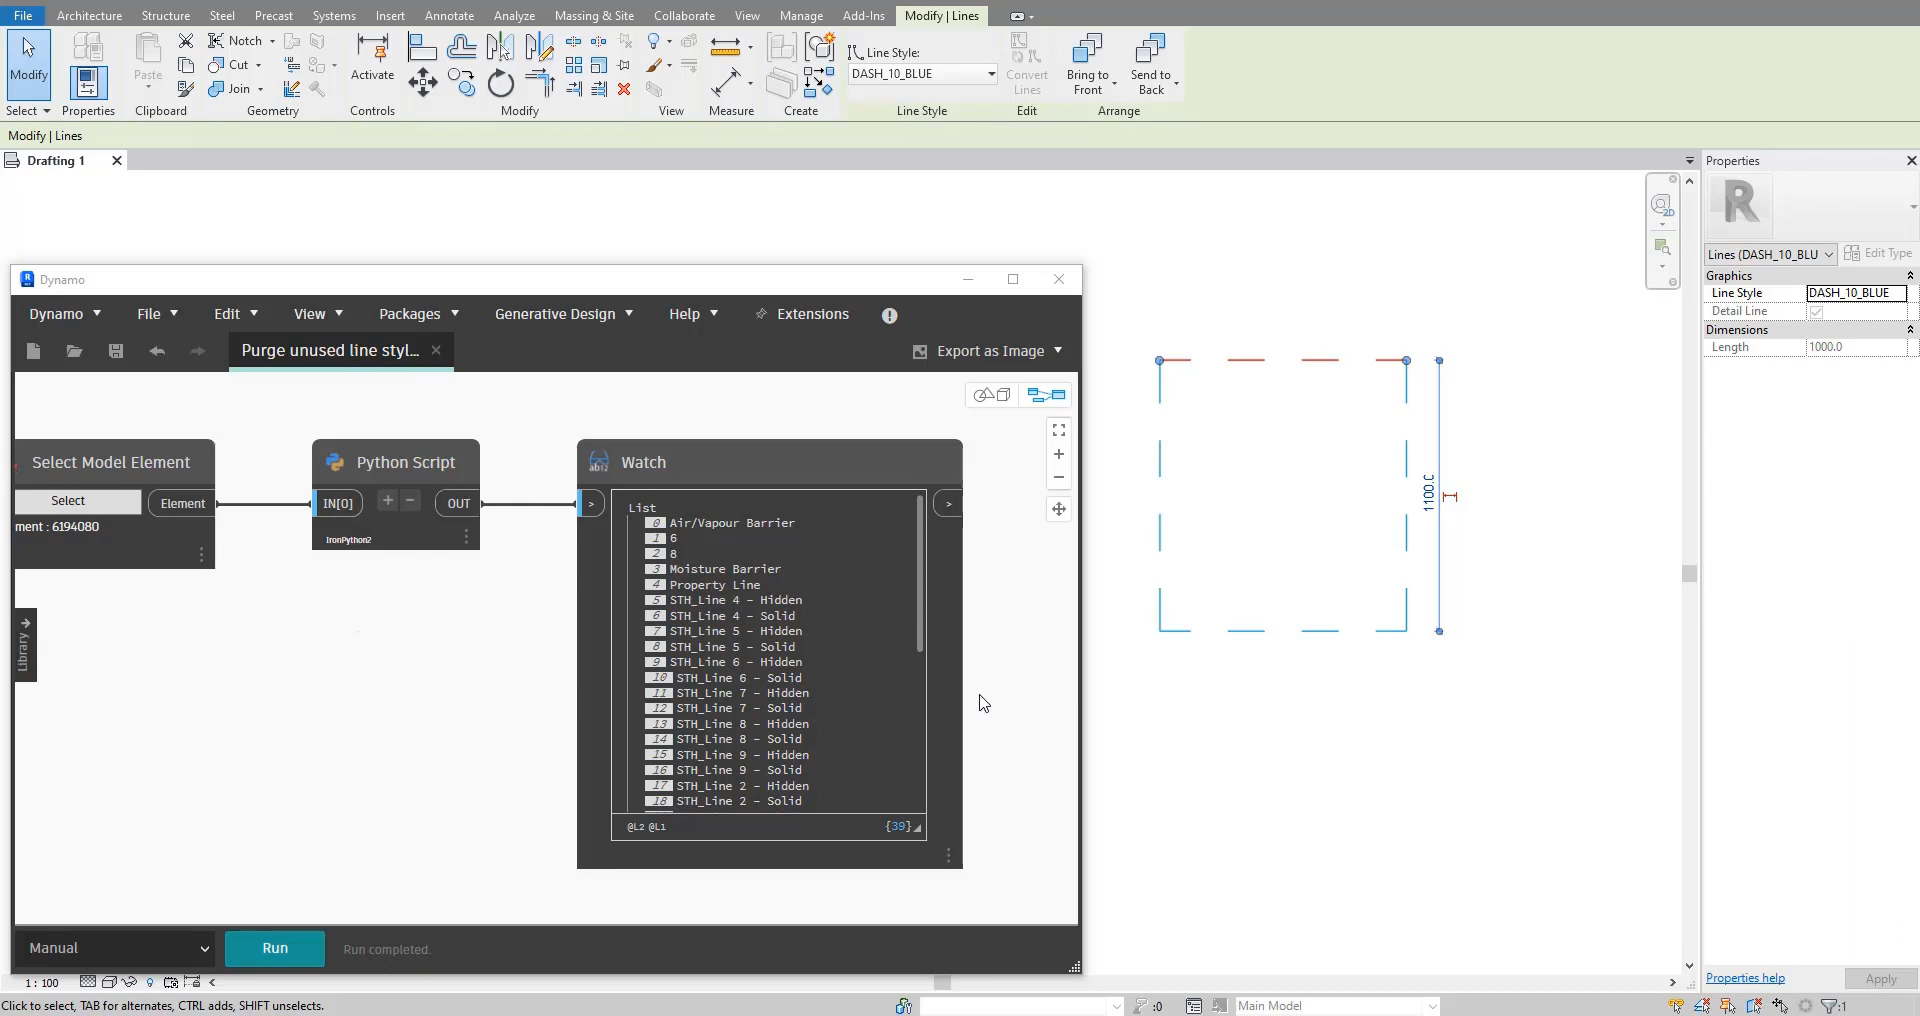 File Architecture Structure Steel Precast Systems Insert Annotate Analyze Massing & Site Collaborate View Manage Add-Ins Modify | Lines
Modify
Paste
Notch
Cut
Join
Activate
Line Style:
DASH_10_BLUE
Convert Lines
Bring to Front
Send to Back
Select Properties Clipboard Geometry Controls Modify View Measure Create Line Style Edit Arrange
Modify | Lines
Drafting 1
Properties
R
2D
Lines (DASH_10_BLU
Edit Type
Graphics
Line Style DASH_10_BLUE
Detail Line
Dimensions
Length 1000.0
Dynamo
Dynamo File Edit View Packages Generative Design Help Extensions
Purge unused line styl...
Export as Image
Select Model Element
Select
Element
ment : 6194080
Python Script
IN[0] + − OUT
IronPython2
Watch
>
>
List
0 Air/Vapour Barrier
1 6
2 8
3 Moisture Barrier
4 Property Line
5 STH_Line 4 - Hidden
6 STH_Line 4 - Solid
7 STH_Line 5 - Hidden
8 STH_Line 5 - Solid
9 STH_Line 6 - Hidden
10 STH_Line 6 - Solid
11 STH_Line 7 - Hidden
12 STH_Line 7 - Solid
13 STH_Line 8 - Hidden
14 STH_Line 8 - Solid
15 STH_Line 9 - Hidden
16 STH_Line 9 - Solid
17 STH_Line 2 - Hidden
18 STH_Line 2 - Solid
@L2 @L1 {39}
Library
1100.0
Manual
Run
Run completed.
1 : 100
Properties help
Apply
Click to select, TAB for alternates, CTRL adds, SHIFT unselects.
:0
Main Model
:1